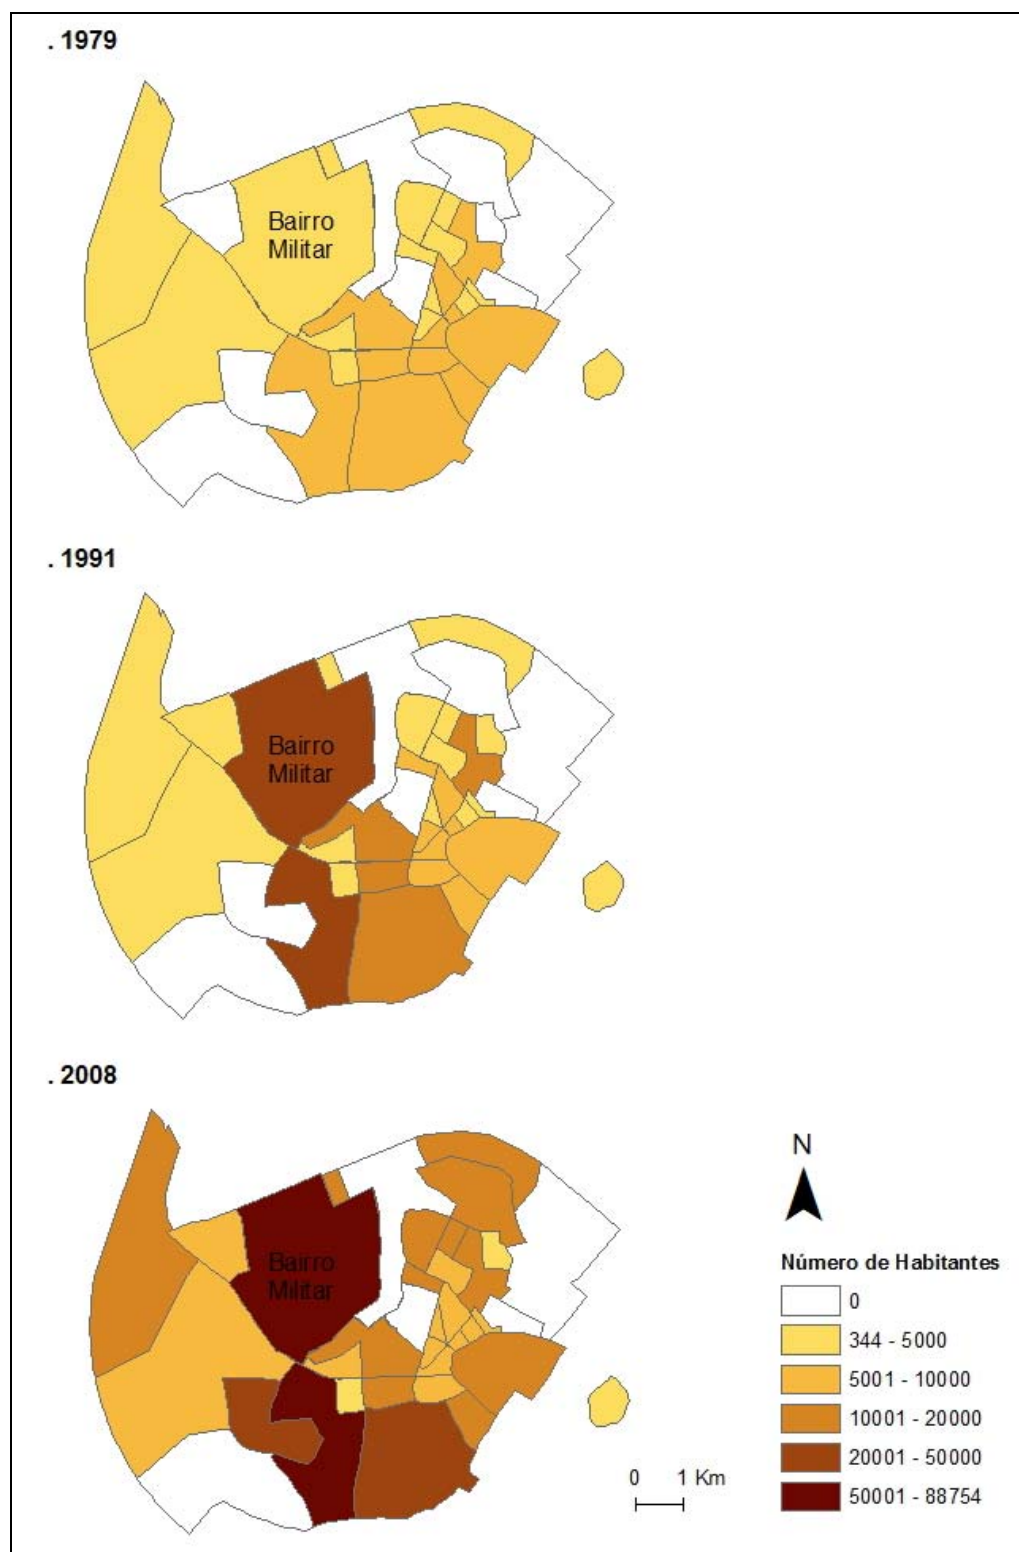 . 1979
Bairro
Militar
. 1991
Bairro
Militar
. 2008
Bairro
Militar
N
Número de Habitantes
0
344 - 5000
5001 - 10000
10001 - 20000
20001 - 50000
50001 - 88754
0 1 Km